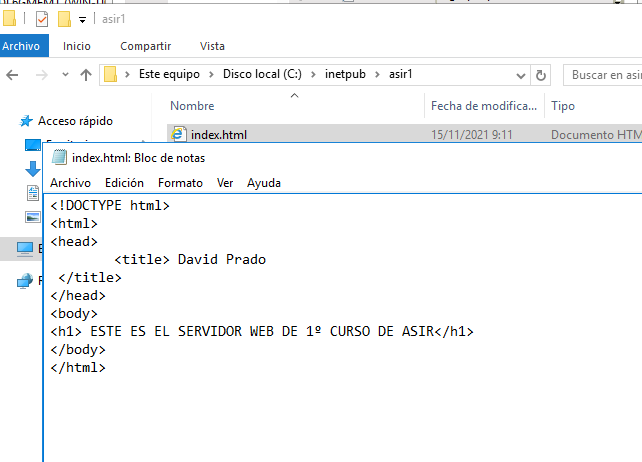 asir1
Archivo Inicio Compartir Vista
Este equipo > Disco local (C:) > inetpub > asir1
Buscar en asir
Nombre Fecha de modifica... Tipo
Acceso rápido
index.html 15/11/2021 9:11 Documento HTM
index.html: Bloc de notas
Archivo Edición Formato Ver Ayuda
<!DOCTYPE html>
<html>
<head>
<title> David Prado
</title>
</head>
<body>
<h1> ESTE ES EL SERVIDOR WEB DE 1º CURSO DE ASIR</h1>
</body>
</html>